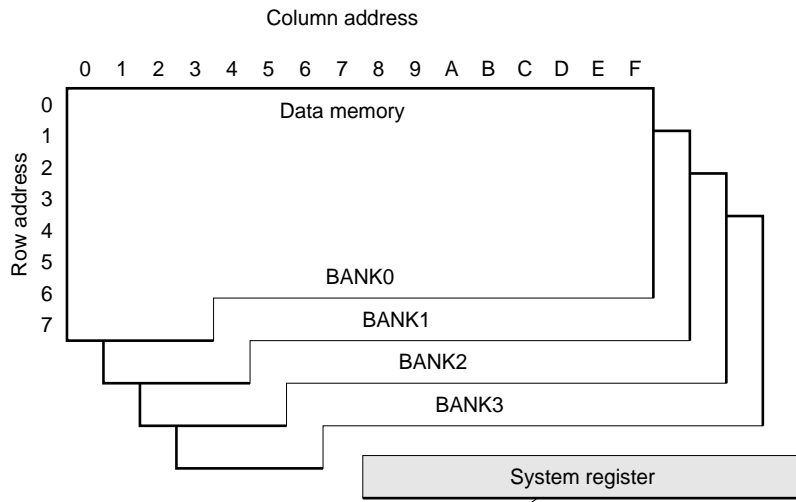 Column address
0 1 2 3 4 5 6 7 8 9 A B C D E F
Row address
0
1
2
3
4
5
6
7
Data memory
BANK0
BANK1
BANK2
BANK3
System register